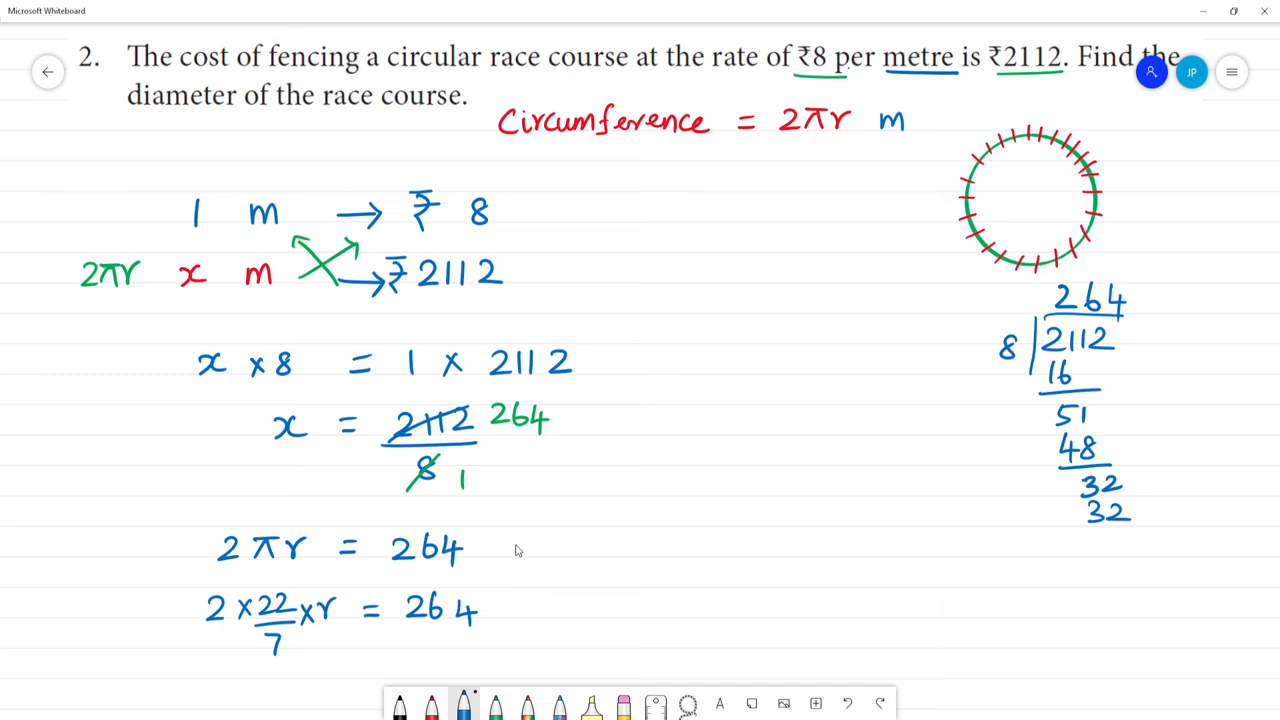 Microsoft Whiteboard
2. The cost of fencing a circular race course at the rate of ₹8 per metre is ₹2112. Find the
JP
diameter of the race course.
Circumference = 2πr m
1 m → ₹ 8
2πr x m → ₹ 2112
x × 8 = 1 × 2112
x = 2112 264
8 1
2πr = 264
2 × 22/7 × r = 264
264
8 2112
16
51
48
32
32
A